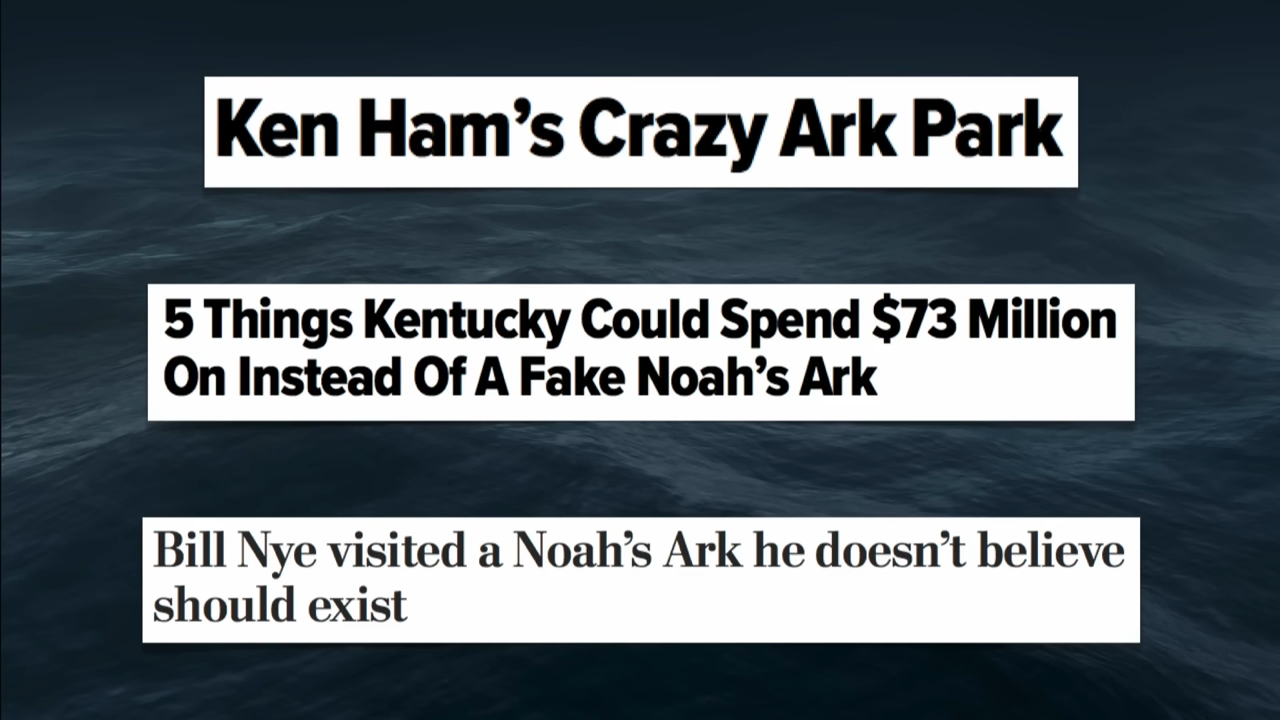 Ken Ham’s Crazy Ark Park
5 Things Kentucky Could Spend $73 Million
On Instead Of A Fake Noah’s Ark
Bill Nye visited a Noah’s Ark he doesn’t believe
should exist